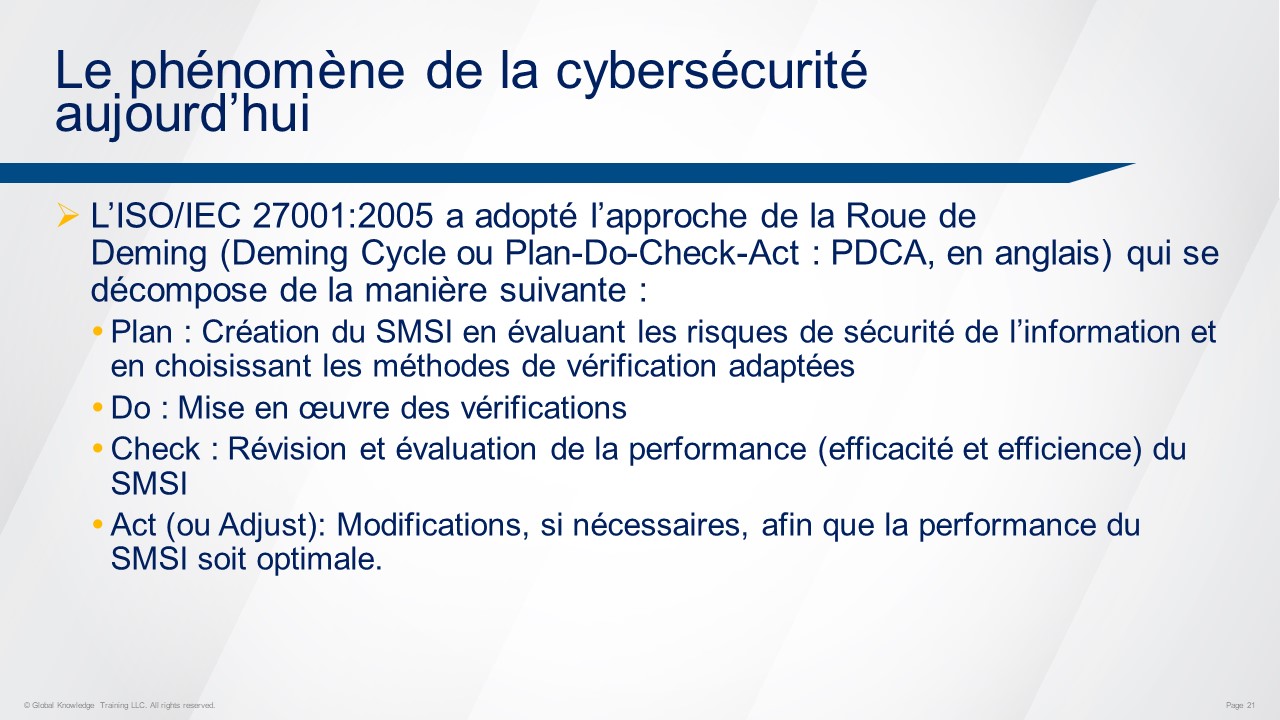 Le phénomène de la cybersécurité
aujourd’hui
➢ L’ISO/IEC 27001:2005 a adopté l’approche de la Roue de
Deming (Deming Cycle ou Plan-Do-Check-Act : PDCA, en anglais) qui se
décompose de la manière suivante :
• Plan : Création du SMSI en évaluant les risques de sécurité de l’information et
en choisissant les méthodes de vérification adaptées
• Do : Mise en œuvre des vérifications
• Check : Révision et évaluation de la performance (efficacité et efficience) du
SMSI
• Act (ou Adjust): Modifications, si nécessaires, afin que la performance du
SMSI soit optimale.
© Global Knowledge Training LLC. All rights reserved.
Page 21